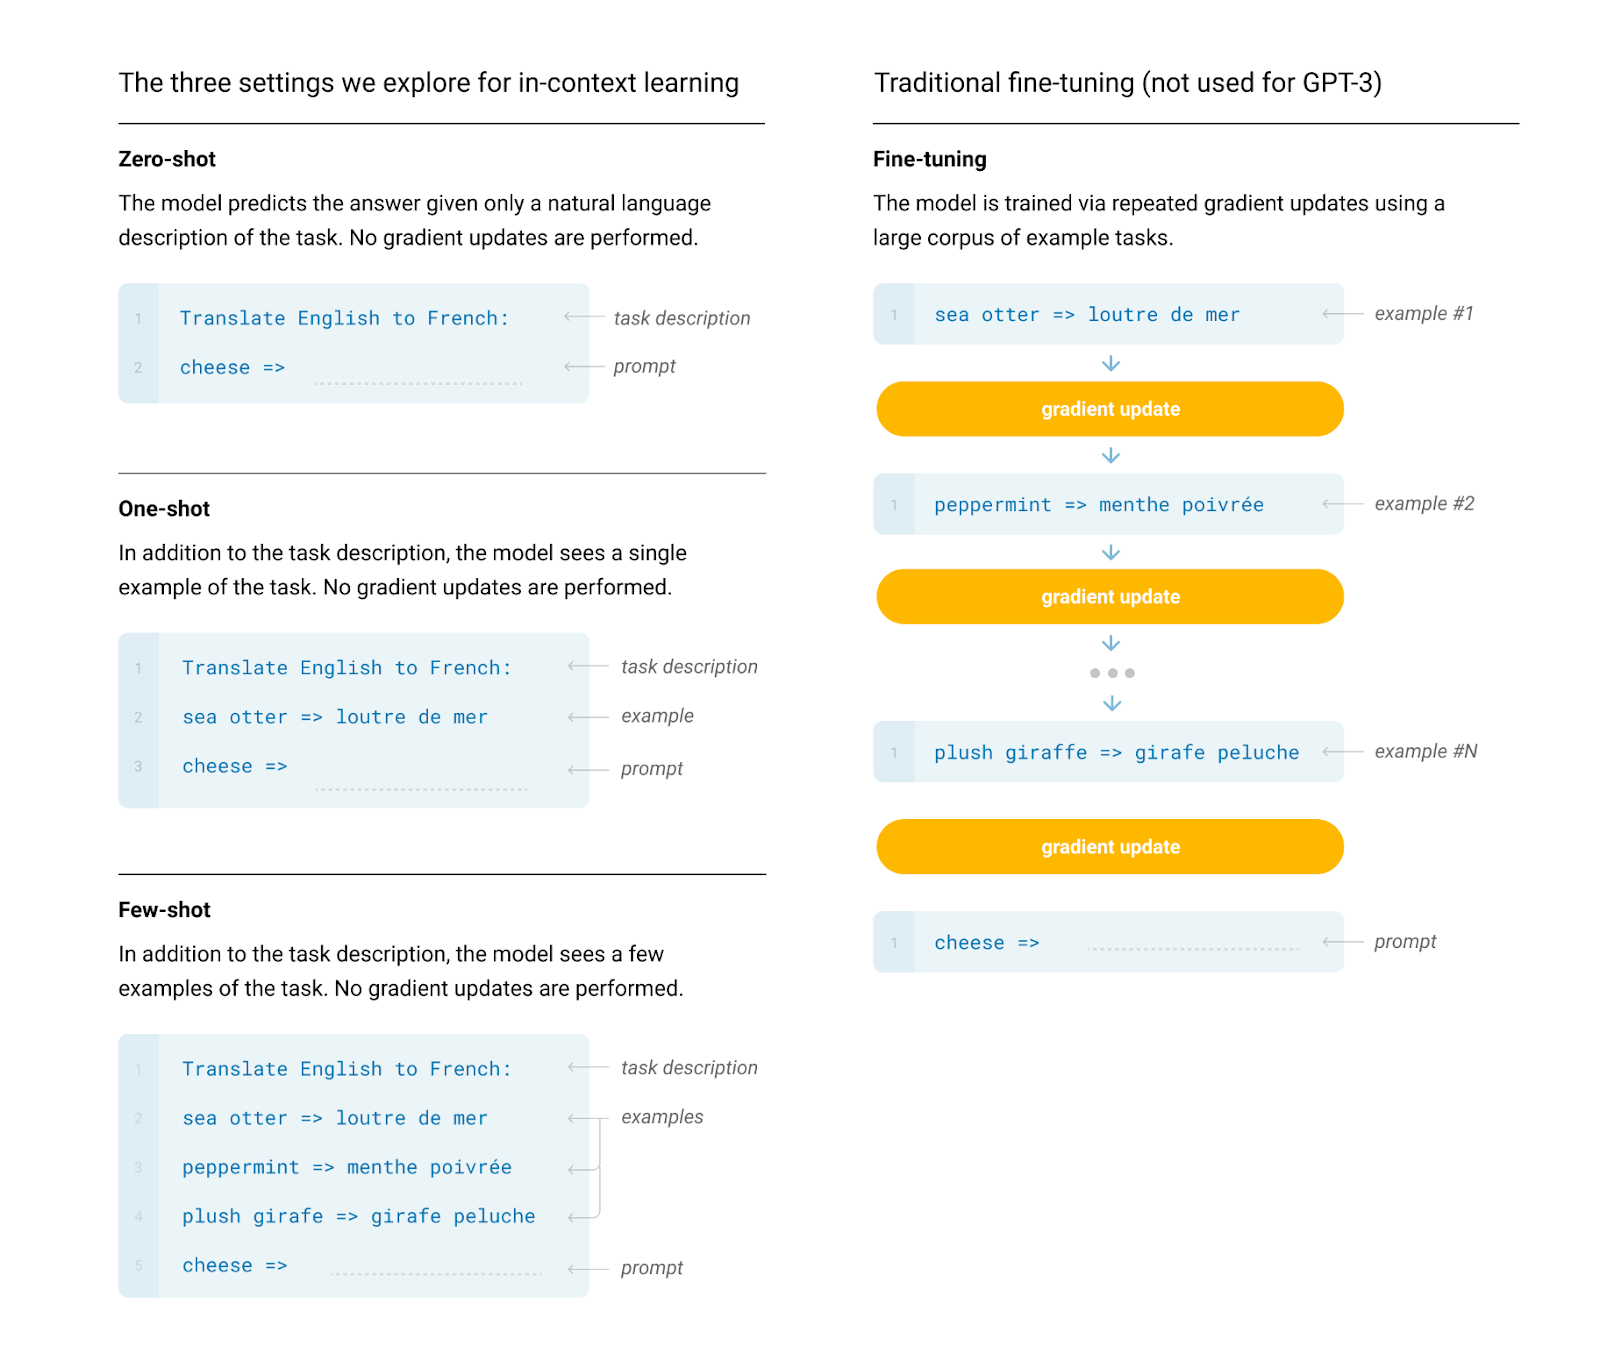 The three settings we explore for in-context learning
Zero-shot
The model predicts the answer given only a natural language
description of the task. No gradient updates are performed.
1 Translate English to French: task description
2 cheese => prompt
One-shot
In addition to the task description, the model sees a single
example of the task. No gradient updates are performed.
1 Translate English to French: task description
2 sea otter => loutre de mer example
3 cheese => prompt
Few-shot
In addition to the task description, the model sees a few
examples of the task. No gradient updates are performed.
1 Translate English to French: task description
2 sea otter => loutre de mer examples
3 peppermint => menthe poivrée
4 plush girafe => girafe peluche
5 cheese => prompt
Traditional fine-tuning (not used for GPT-3)
Fine-tuning
The model is trained via repeated gradient updates using a
large corpus of example tasks.
1 sea otter => loutre de mer example #1
gradient update
1 peppermint => menthe poivrée example #2
gradient update
1 plush giraffe => girafe peluche example #N
gradient update
1 cheese => prompt